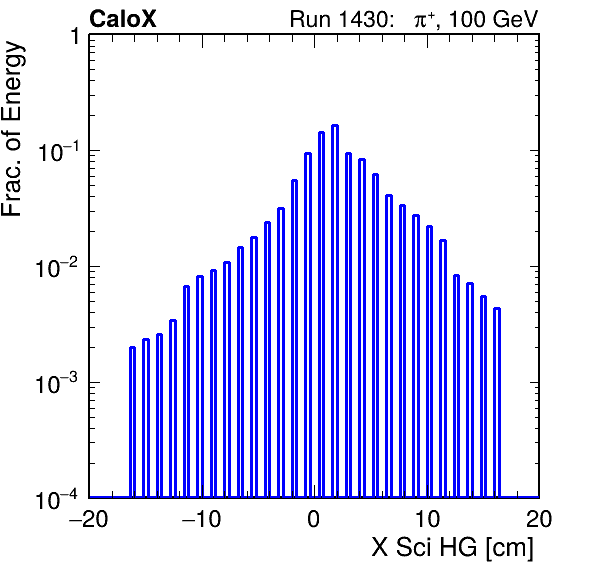 CaloX Run 1430: π⁺, 100 GeV
Frac. of Energy
1
10⁻¹
10⁻²
10⁻³
10⁻⁴
−20 −10 0 10 20
X Sci HG [cm]